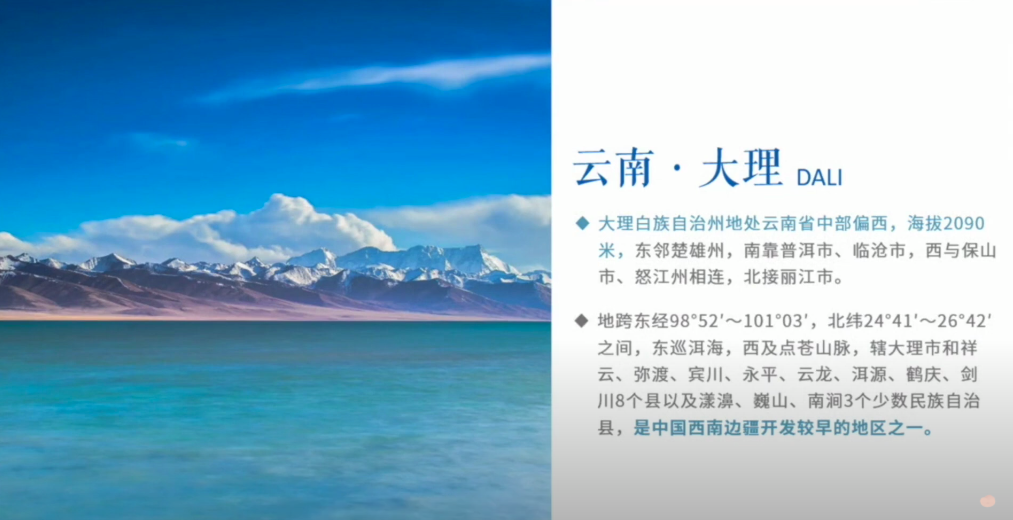 云南·大理 DALI
◆ 大理白族自治州地处云南省中部偏西，海拔2090
米，东邻楚雄州，南靠普洱市、临沧市，西与保山
市、怒江州相连，北接丽江市。
◆ 地跨东经98°52′～101°03′，北纬24°41′～26°42′
之间，东巡洱海，西及点苍山脉，辖大理市和祥
云、弥渡、宾川、永平、云龙、洱源、鹤庆、剑
川8个县以及漾濞、巍山、南涧3个少数民族自治
县，是中国西南边疆开发较早的地区之一。